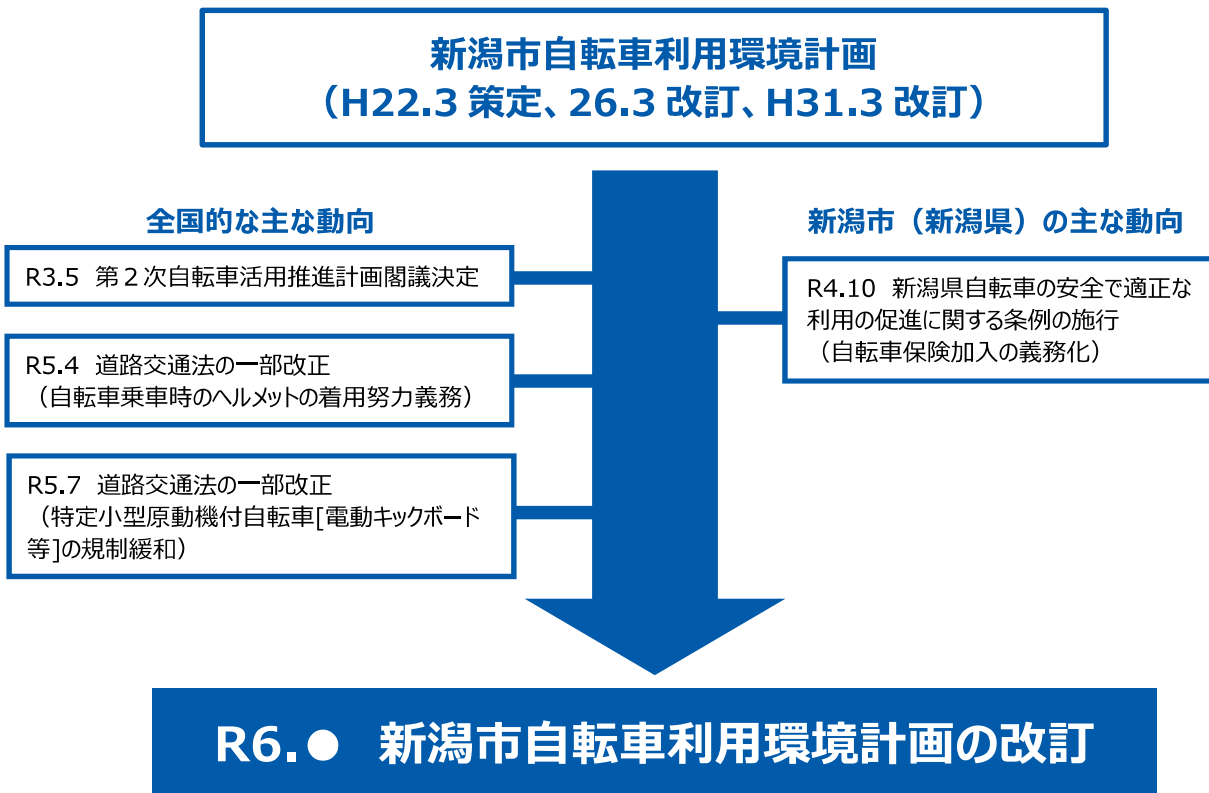 新潟市自転車利用環境計画
（H22.3 策定、26.3 改訂、H31.3 改訂）
全国的な主な動向
R3.5 第２次自転車活用推進計画閣議決定
R5.4 道路交通法の一部改正
（自転車乗車時のヘルメットの着用努力義務）
R5.7 道路交通法の一部改正
（特定小型原動機付自転車[電動キックボード
等]の規制緩和）
新潟市（新潟県）の主な動向
R4.10 新潟県自転車の安全で適正な
利用の促進に関する条例の施行
（自転車保険加入の義務化）
R6.● 新潟市自転車利用環境計画の改訂